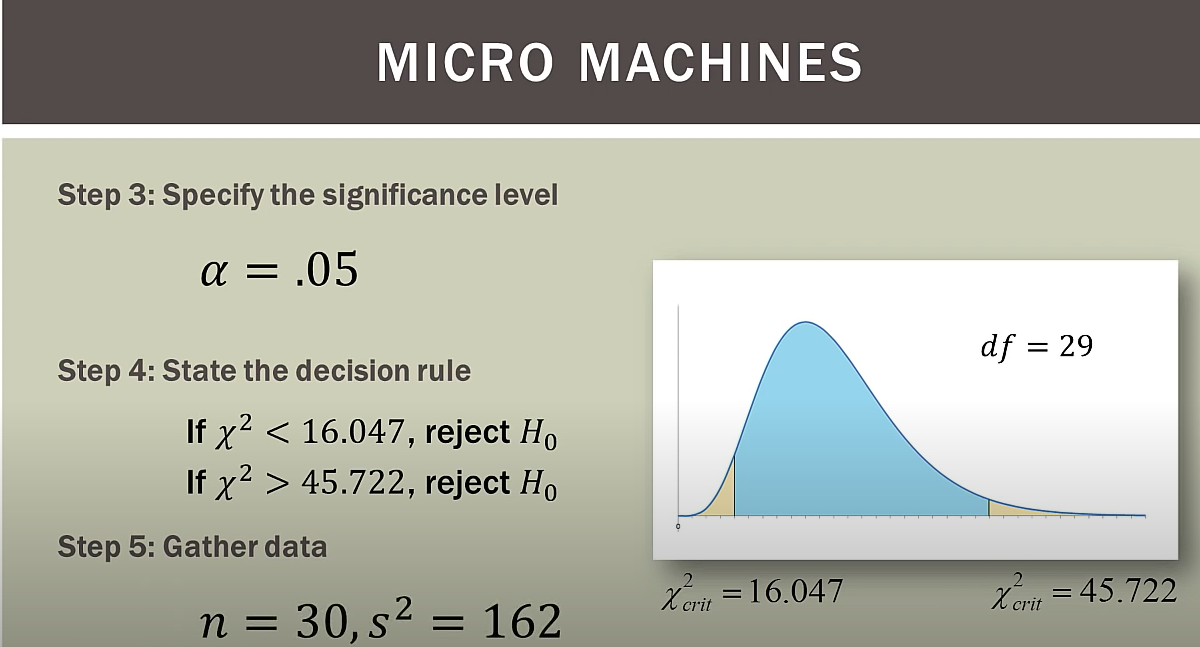 MICRO MACHINES
Step 3: Specify the significance level
α = .05
Step 4: State the decision rule
If χ² < 16.047, reject H₀
If χ² > 45.722, reject H₀
Step 5: Gather data
n = 30, s² = 162
df = 29
0
χ²crit = 16.047
χ²crit = 45.722